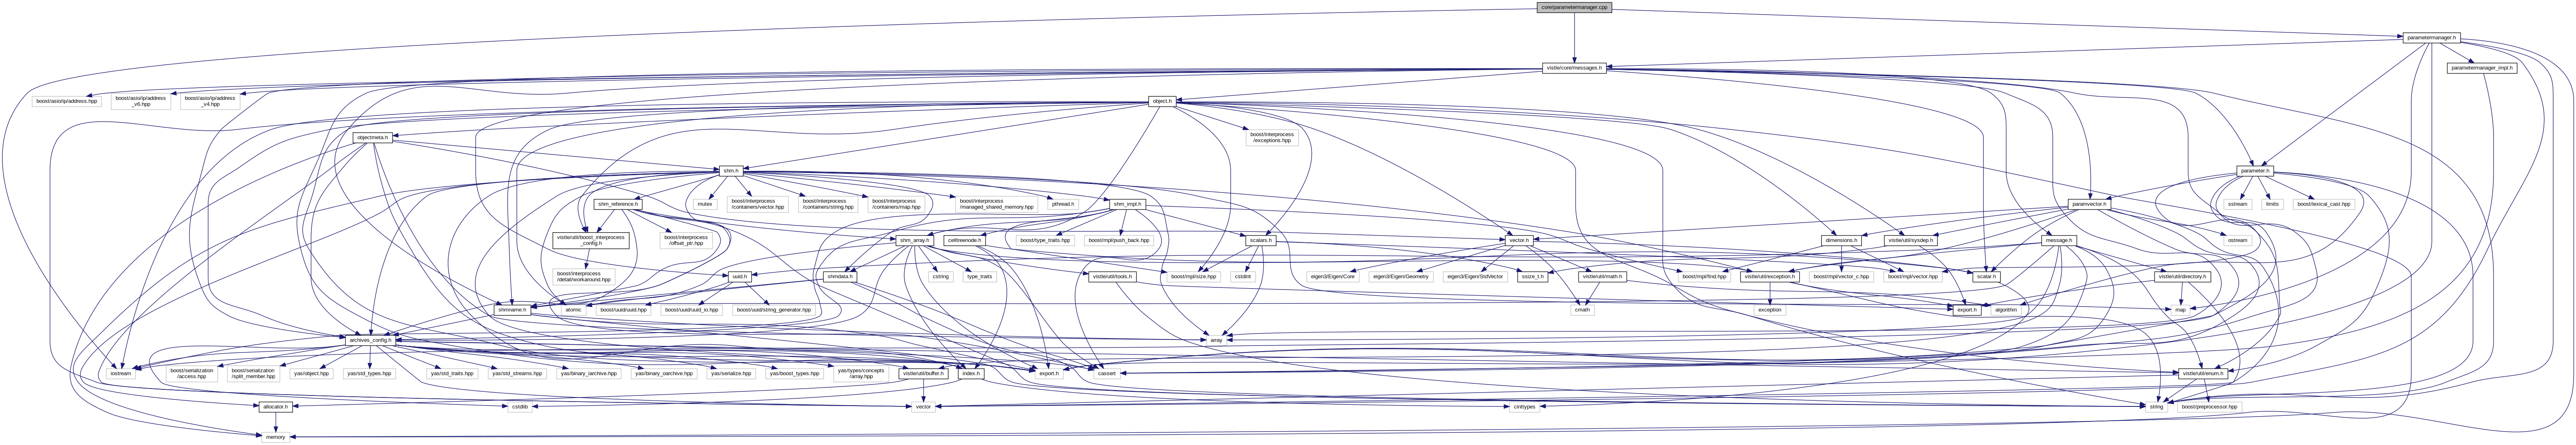 core/parametermanager.cpp
parametermanager.h
vistle/core/messages.h
parametermanager_impl.h
boost/asio/ip/address.hpp
boost/asio/ip/address
_v6.hpp
boost/asio/ip/address
_v4.hpp
object.h
objectmeta.h
boost/interprocess
/exceptions.hpp
shm.h
parameter.h
shm_reference.h
mutex
boost/interprocess
/containers/vector.hpp
boost/interprocess
/containers/string.hpp
boost/interprocess
/containers/map.hpp
boost/interprocess
/managed_shared_memory.hpp
pthread.h
shm_impl.h
paramvector.h
sstream
limits
boost/lexical_cast.hpp
vistle/util/boost_interprocess
_config.h
boost/interprocess
/offset_ptr.hpp
shm_array.h
celltreenode.h
boost/type_traits.hpp
boost/mpl/push_back.hpp
scalars.h
vector.h
dimensions.h
vistle/util/sysdep.h
message.h
ostream
boost/interprocess
/detail/workaround.hpp
uuid.h
shmdata.h
cstring
type_traits
vistle/util/tools.h
boost/mpl/size.hpp
cstdint
eigen3/Eigen/Core
eigen3/Eigen/Geometry
eigen3/Eigen/StdVector
ssize_t.h
vistle/util/math.h
boost/mpl/find.hpp
vistle/util/exception.h
boost/mpl/vector_c.hpp
boost/mpl/vector.hpp
scalar.h
vistle/util/directory.h
shmname.h
atomic
boost/uuid/uuid.hpp
boost/uuid/uuid_io.hpp
boost/uuid/string_generator.hpp
cmath
exception
export.h
algorithm
map
archives_config.h
array
iostream
boost/serialization
/access.hpp
boost/serialization
/split_member.hpp
yas/object.hpp
yas/std_types.hpp
yas/std_traits.hpp
yas/std_streams.hpp
yas/binary_iarchive.hpp
yas/binary_oarchive.hpp
yas/serialize.hpp
yas/boost_types.hpp
yas/types/concepts
/array.hpp
vistle/util/buffer.h
index.h
export.h
cassert
vistle/util/enum.h
allocator.h
cstdlib
vector
cinttypes
string
boost/preprocessor.hpp
memory